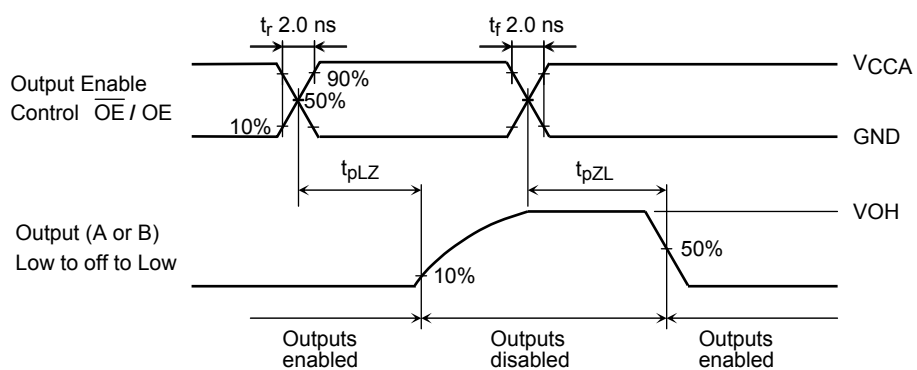 tr 2.0 ns
tf 2.0 ns
VCCA
Output Enable
Control OE / OE
90%
50%
10%
GND
tpLZ
tpZL
VOH
Output (A or B)
Low to off to Low
10%
50%
Outputs
enabled
Outputs
disabled
Outputs
enabled